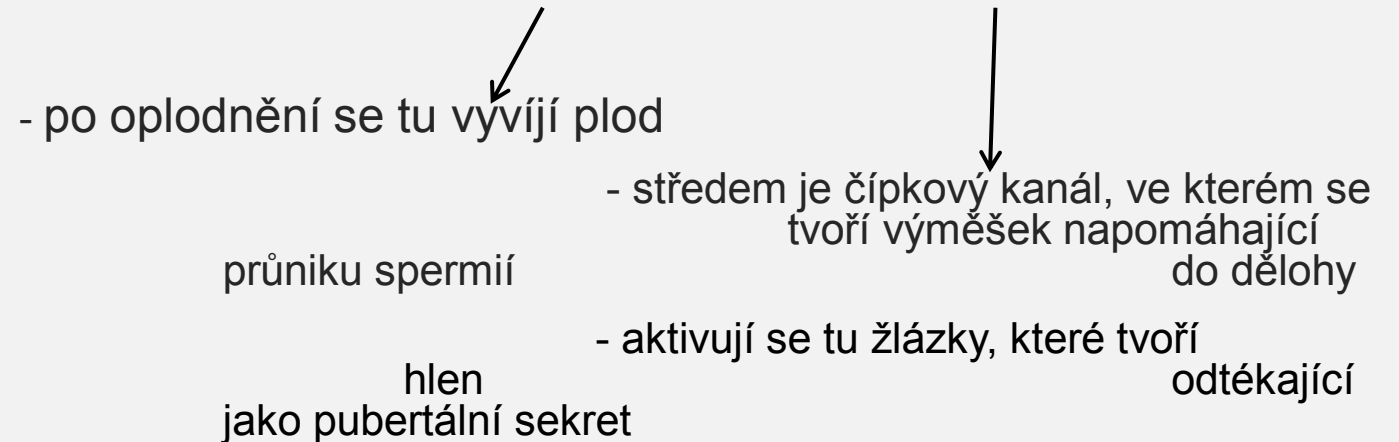 - po oplodnění se tu vyvíjí plod
- středem je čípkový kanál, ve kterém se
tvoří výměšek napomáhající
průniku spermií do dělohy
- aktivují se tu žlázky, které tvoří
hlen odtékající
jako pubertální sekret